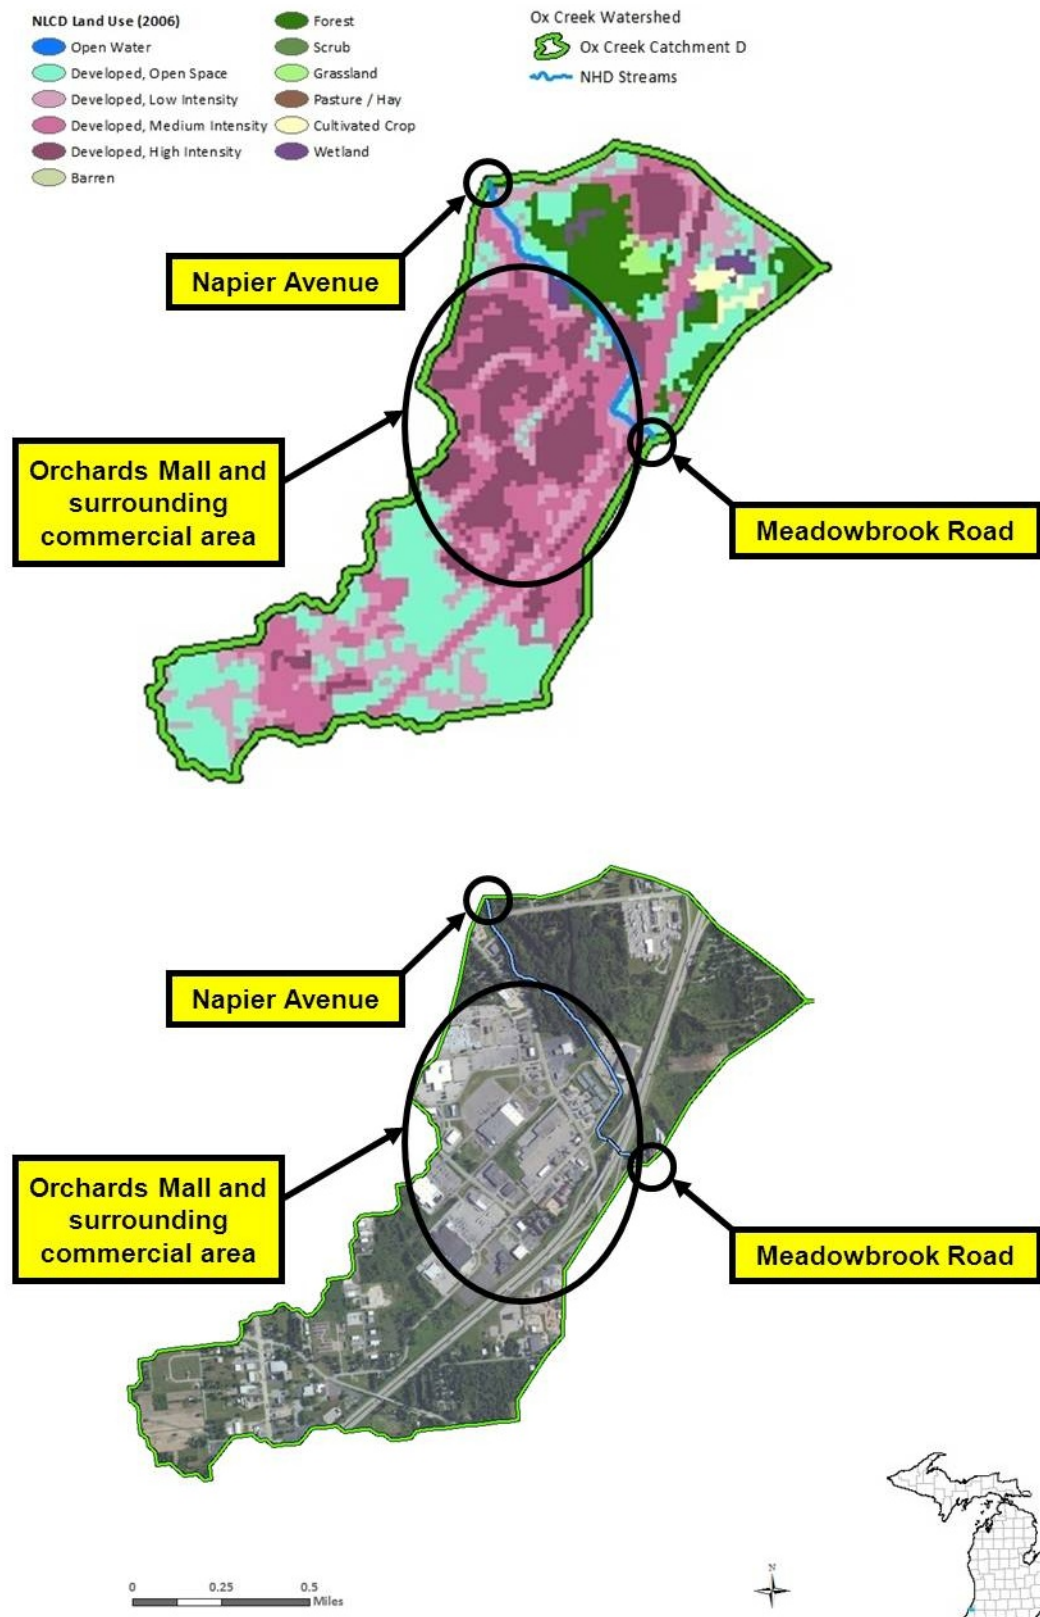 NLCD Land Use (2006)
Open Water
Developed, Open Space
Developed, Low Intensity
Developed, Medium Intensity
Developed, High Intensity
Barren
Forest
Scrub
Grassland
Pasture / Hay
Cultivated Crop
Wetland
Ox Creek Watershed
Ox Creek Catchment D
NHD Streams
Napier Avenue
Orchards Mall and
surrounding
commercial area
Meadowbrook Road
Napier Avenue
Orchards Mall and
surrounding
commercial area
Meadowbrook Road
0 0.25 0.5
Miles
N